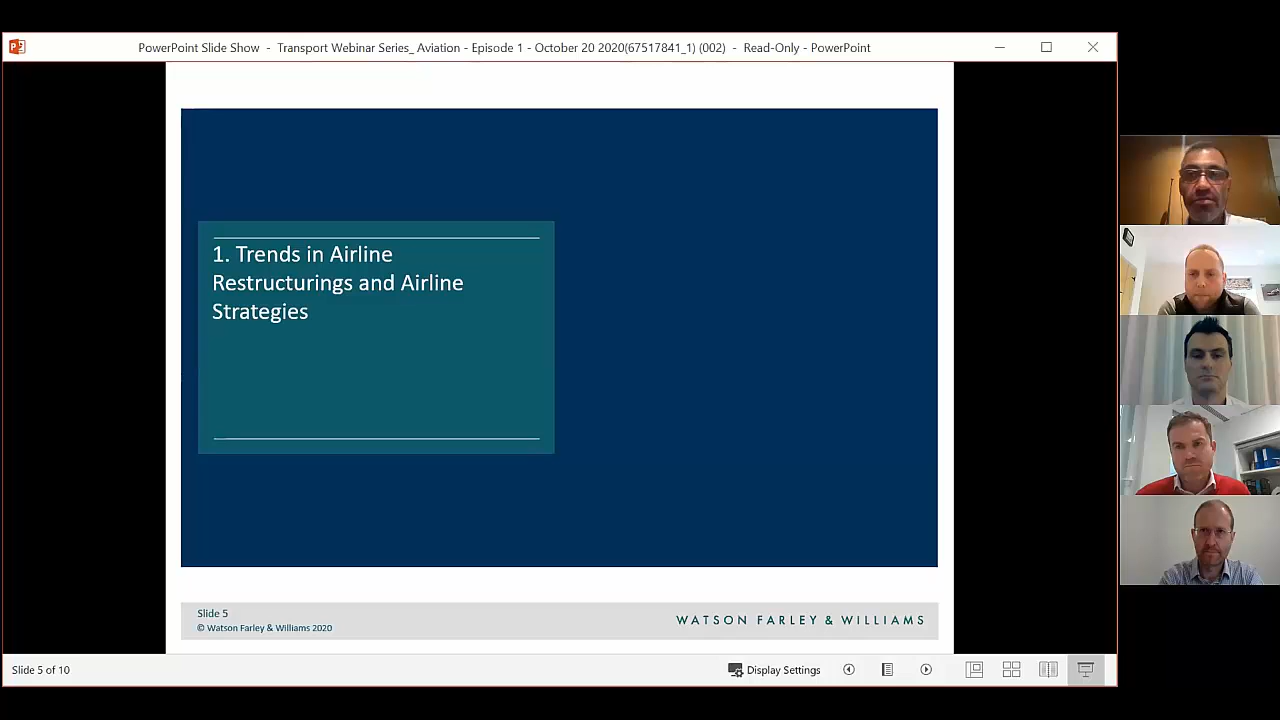 PowerPoint Slide Show - Transport Webinar Series_ Aviation - Episode 1 - October 20 2020(67517841_1) (002) - Read-Only - PowerPoint
1. Trends in Airline
Restructurings and Airline
Strategies
Slide 5
© Watson Farley & Williams 2020
WATSON FARLEY & WILLIAMS
Slide 5 of 10
Display Settings